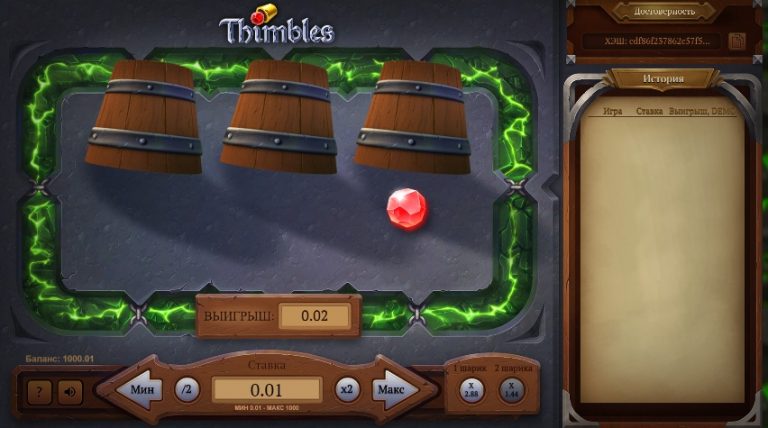 Thimbles
Достоверность
ХЭШ: edf86f237862e57f5...
История
Игра Ставка Выигрыш, DEMO
ВЫИГРЫШ: 0.02
Баланс: 1000.01
Ставка
1 шарик 2 шарика
? Мин /2 0.01 x2 Макс
X 2.88 X 1.44
МИН 0.01 - МАКС 1000